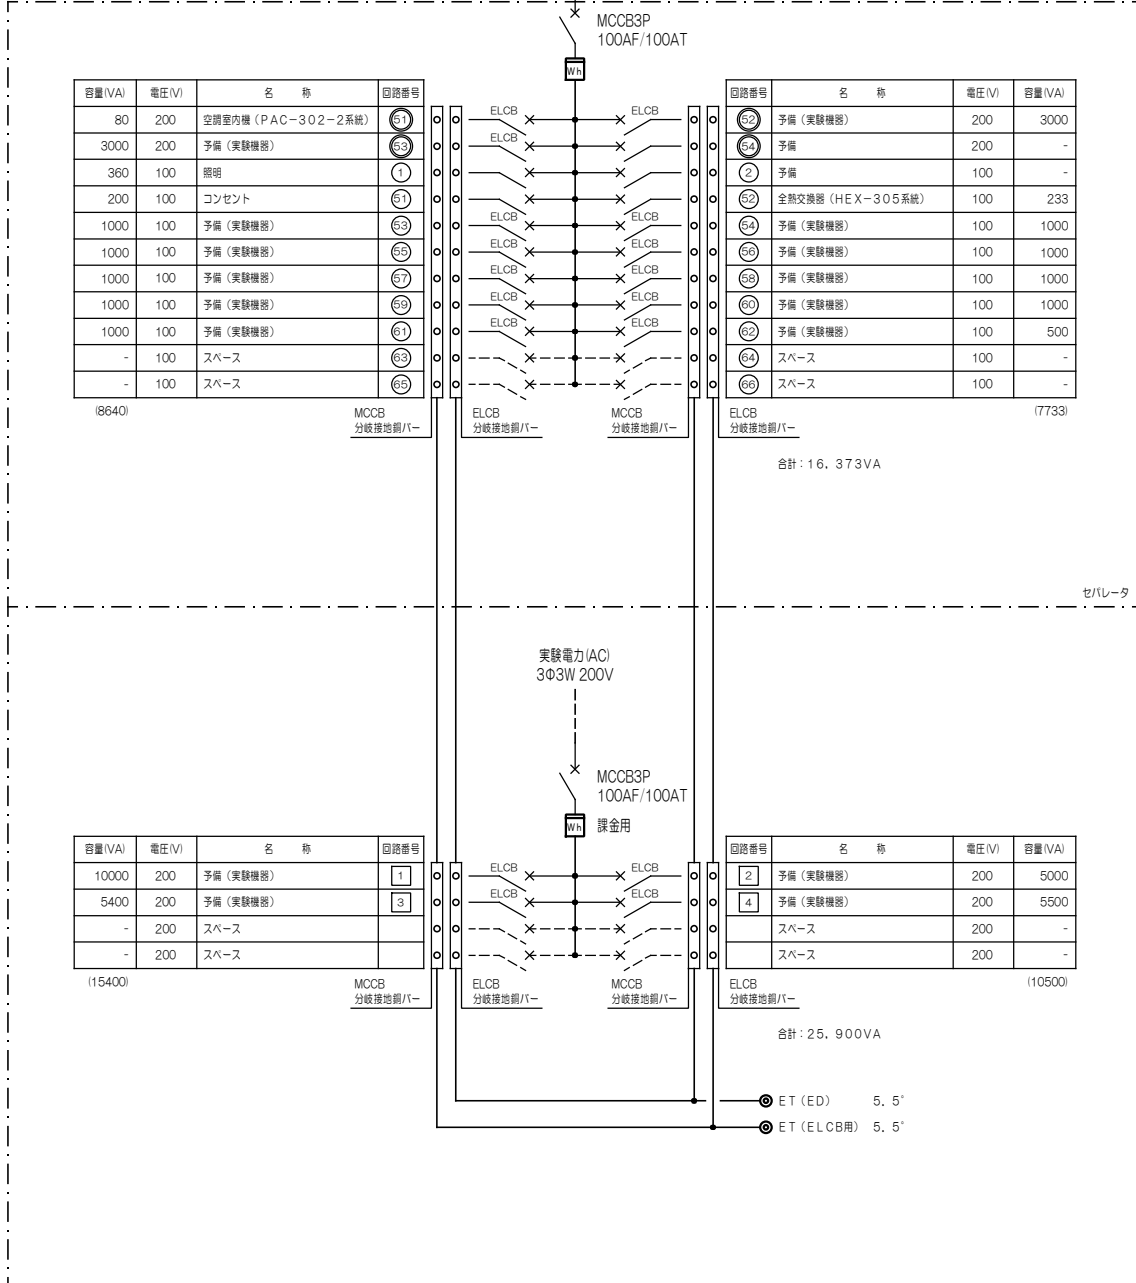 MCCB3P
100AF/100AT
Wh
容量(VA) 電圧(V) 名 称 回路番号
80 200 空調室内機(PAC-302-2系統) 51
3000 200 予備(実験機器) 53
360 100 照明 1
200 100 コンセント 51
1000 100 予備(実験機器) 53
1000 100 予備(実験機器) 55
1000 100 予備(実験機器) 57
1000 100 予備(実験機器) 59
1000 100 予備(実験機器) 61
- 100 スペース 63
- 100 スペース 65
(8640)
ELCB ELCB
ELCB ELCB
ELCB ELCB
ELCB ELCB
ELCB ELCB
ELCB ELCB
ELCB ELCB
ELCB ELCB
回路番号 名 称 電圧(V) 容量(VA)
52 予備(実験機器) 200 3000
54 予備 200 -
2 予備 100 -
52 全熱交換器(HEX-305系統) 100 233
54 予備(実験機器) 100 1000
56 予備(実験機器) 100 1000
58 予備(実験機器) 100 1000
60 予備(実験機器) 100 1000
62 予備(実験機器) 100 500
64 スペース 100 -
66 スペース 100 -
(7733)
MCCB
分岐接地銅バー
ELCB
分岐接地銅バー
MCCB
分岐接地銅バー
ELCB
分岐接地銅バー
合計:16,373VA
セパレータ
実験電力(AC)
3Φ3W 200V
MCCB3P
100AF/100AT
Wh 課金用
容量(VA) 電圧(V) 名 称 回路番号
10000 200 予備(実験機器) 1
5400 200 予備(実験機器) 3
- 200 スペース
- 200 スペース
(15400)
ELCB ELCB
ELCB ELCB
回路番号 名 称 電圧(V) 容量(VA)
2 予備(実験機器) 200 5000
4 予備(実験機器) 200 5500
スペース 200 -
スペース 200 -
(10500)
MCCB
分岐接地銅バー
ELCB
分岐接地銅バー
MCCB
分岐接地銅バー
ELCB
分岐接地銅バー
合計:25,900VA
ET(ED) 5.5°
ET(ELCB用) 5.5°